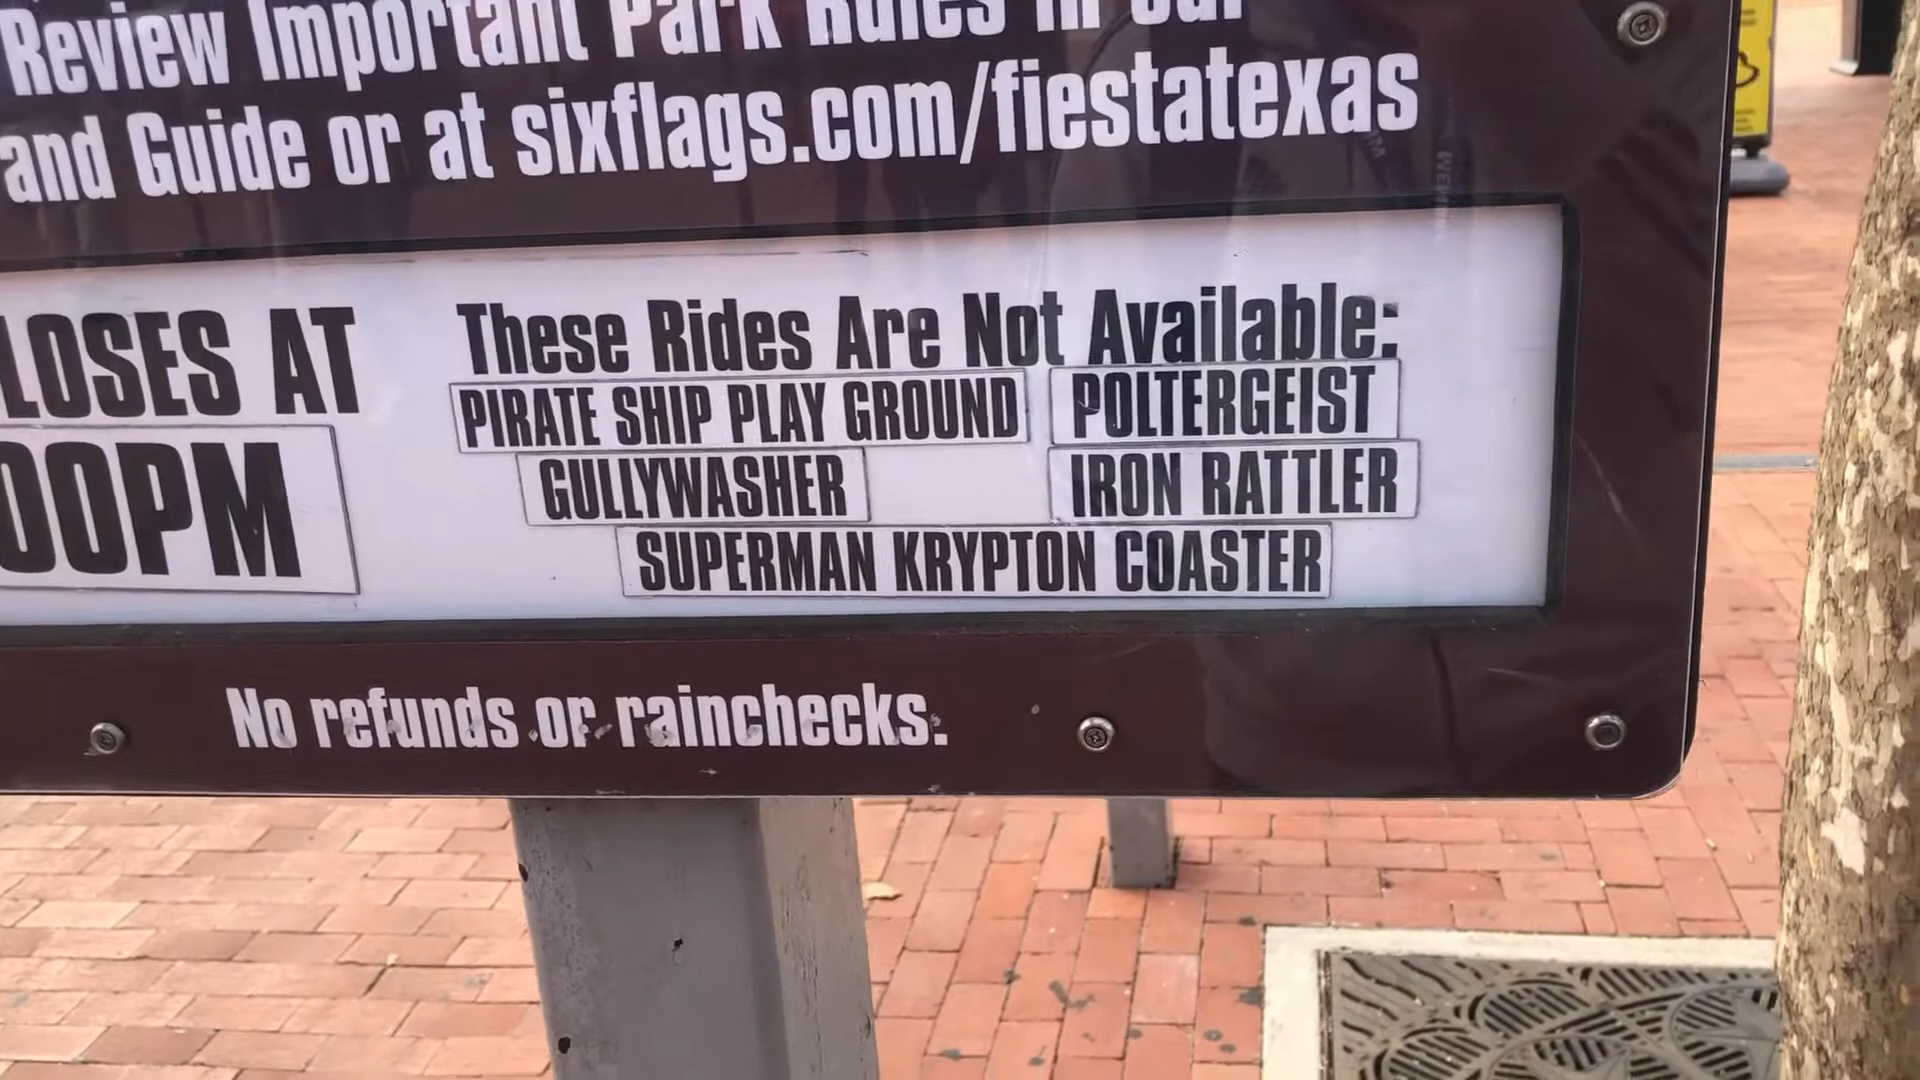 Review Important Park Rules in our
and Guide or at sixflags.com/fiestatexas
LOSES AT
00PM
These Rides Are Not Available:
PIRATE SHIP PLAY GROUND POLTERGEIST
GULLYWASHER IRON RATTLER
SUPERMAN KRYPTON COASTER
No refunds or rainchecks.